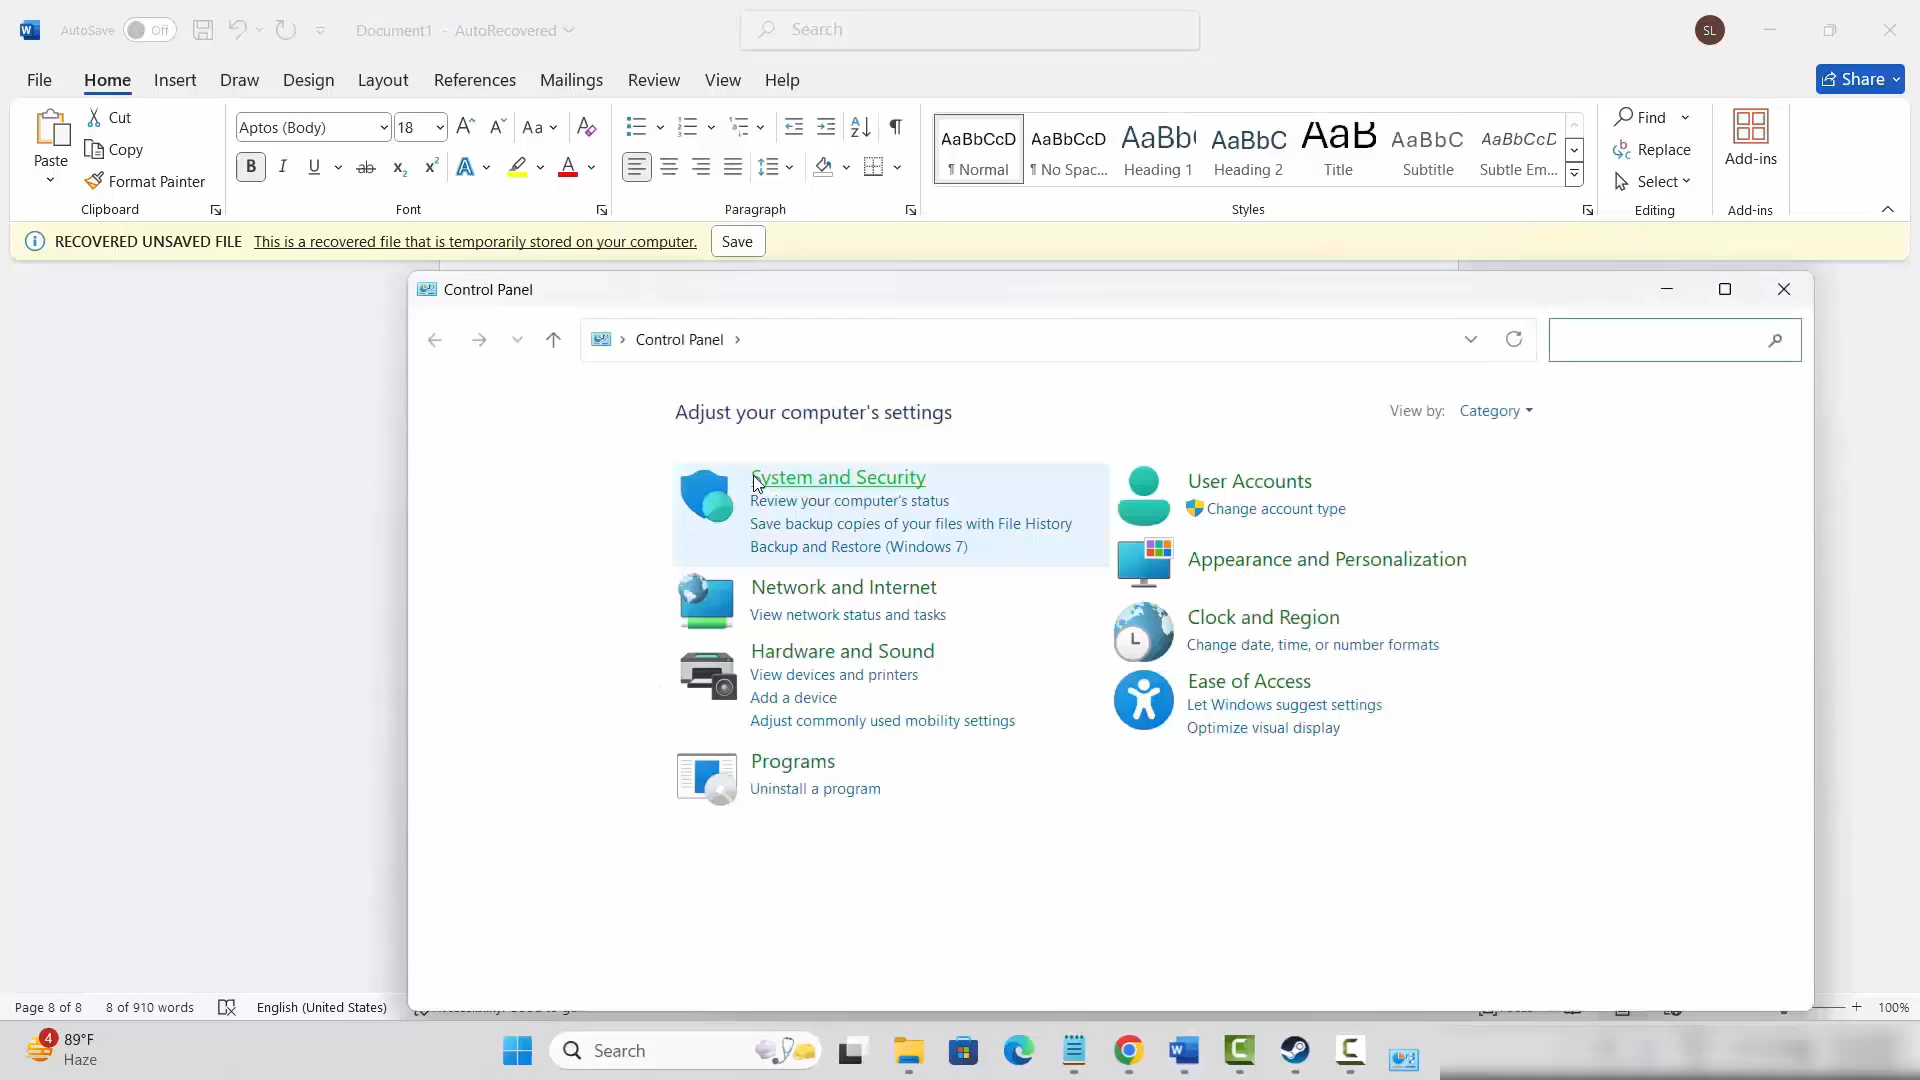 AutoSave Off Document1 - AutoRecovered Search SL
File Home Insert Draw Design Layout References Mailings Review View Help Share
Paste Cut Copy Format Painter
Clipboard
Aptos (Body) 18 Aa
B I U ab x₂ x² A A
Font
Paragraph
AaBbCcD AaBbCcD AaBb( AaBbC AaB AaBbC AaBbCcD
¶ Normal ¶ No Spac... Heading 1 Heading 2 Title Subtitle Subtle Em...
Styles
Find
Replace
Select
Editing
Add-ins
Add-ins
RECOVERED UNSAVED FILE This is a recovered file that is temporarily stored on your computer. Save
Control Panel
Control Panel
Adjust your computer's settings
View by: Category
System and Security
Review your computer's status
Save backup copies of your files with File History
Backup and Restore (Windows 7)
Network and Internet
View network status and tasks
Hardware and Sound
View devices and printers
Add a device
Adjust commonly used mobility settings
Programs
Uninstall a program
User Accounts
Change account type
Appearance and Personalization
Clock and Region
Change date, time, or number formats
Ease of Access
Let Windows suggest settings
Optimize visual display
Page 8 of 8 8 of 910 words English (United States) 100%
4 89°F
Haze
Search